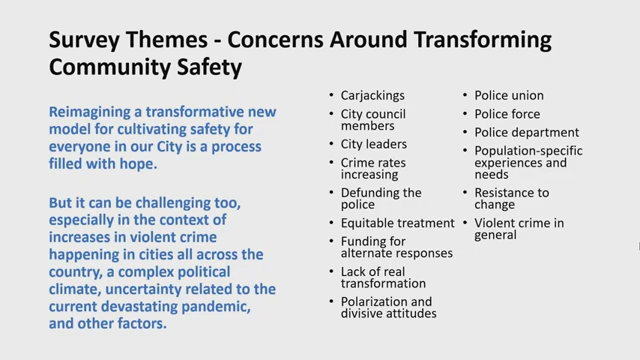 Survey Themes - Concerns Around Transforming
Community Safety
Reimagining a transformative new
model for cultivating safety for
everyone in our City is a process
filled with hope.
But it can be challenging too,
especially in the context of
increases in violent crime
happening in cities all across the
country, a complex political
climate, uncertainty related to the
current devastating pandemic,
and other factors.
• Carjackings
• City council
members
• City leaders
• Crime rates
increasing
• Defunding the
police
• Equitable treatment
• Funding for
alternate responses
• Lack of real
transformation
• Polarization and
divisive attitudes
• Police union
• Police force
• Police department
• Population-specific
experiences and
needs
• Resistance to
change
• Violent crime in
general